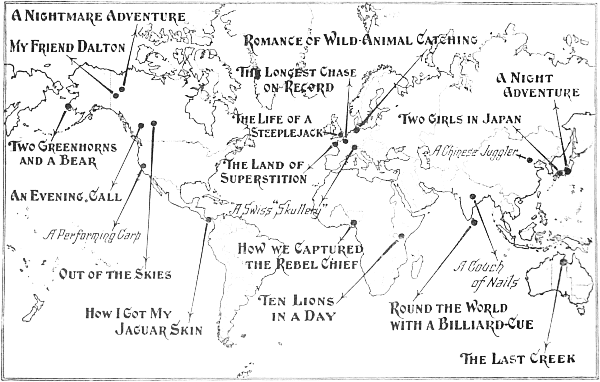 A Nightmare Adventure
My Friend Dalton
Romance of Wild-Animal Catching
The Longest Chase
on Record
A Night
Adventure
The Life of a
Steeplejack
Two Girls in Japan
Two Greenhorns
and a Bear
A Chinese Juggler
The Land of
Superstition
An Evening Call
A Swiss "Skullery"
A Performing Carp
How We Captured
the Rebel Chief
Out of the Skies
A Couch
of Nails
Ten Lions
in a Day
How I Got My
Jaguar Skin
Round the World
with a Billiard-Cue
The Last Creek